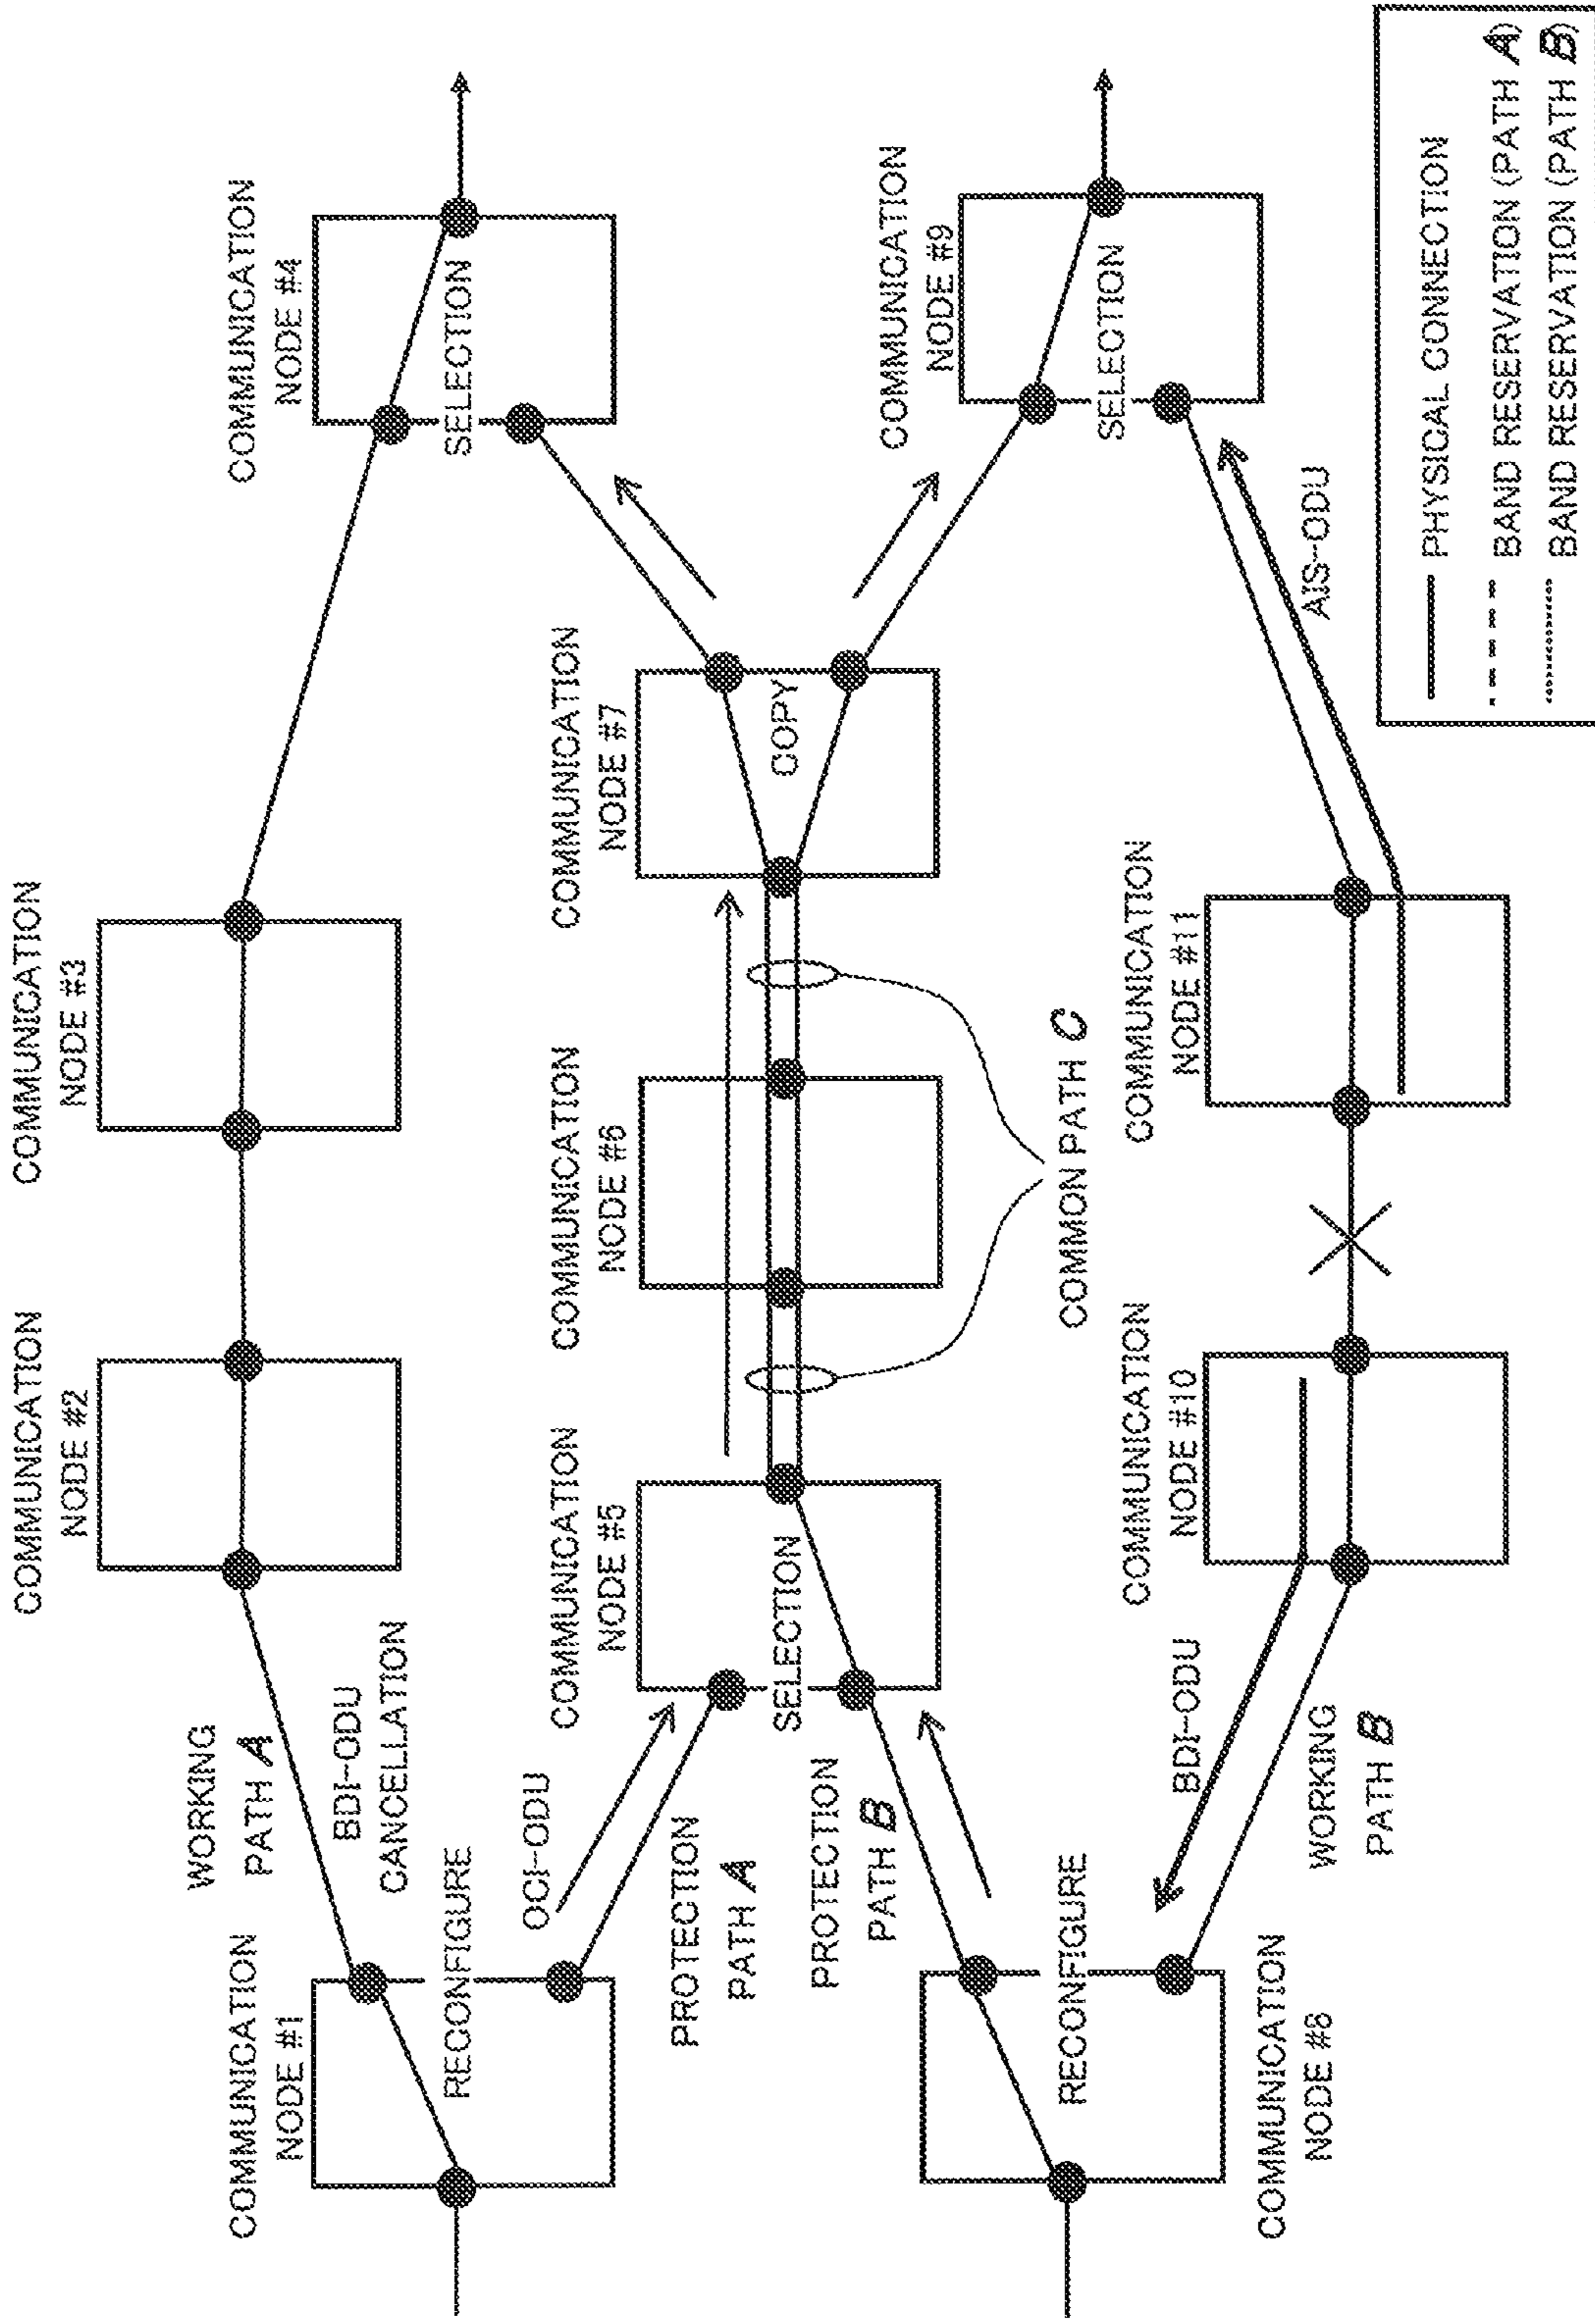 COMMUNICATION
NODE #2
COMMUNICATION
NODE #3
WORKING
PATH A
BDI-ODU
CANCELLATION
COMMUNICATION
NODE #1
RECONFIGURE
COMMUNICATION
NODE #4
SELECTION
OCI-ODU
PROTECTION
PATH A
COMMUNICATION
NODE #5
SELECTION
COMMUNICATION
NODE #6
COMMUNICATION
NODE #7
COPY
PROTECTION
PATH B
COMMON PATH C
COMMUNICATION
NODE #9
SELECTION
RECONFIGURE
COMMUNICATION
NODE #8
BDI-ODU
WORKING
PATH B
COMMUNICATION
NODE #10
COMMUNICATION
NODE #11
AIS-ODU
PHYSICAL CONNECTION
BAND RESERVATION (PATH A)
BAND RESERVATION (PATH B)